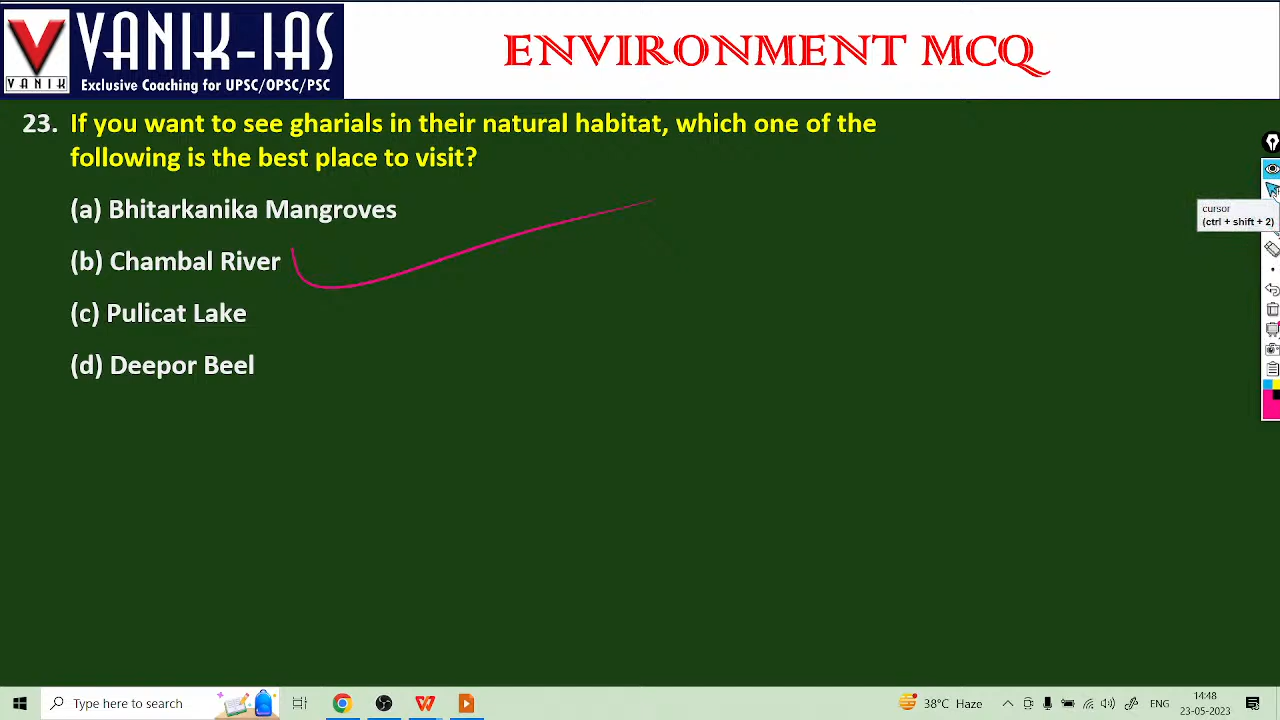 VANIK-IAS
VANIK
Exclusive Coaching for UPSC/OPSC/PSC
ENVIRONMENT MCQ
23. If you want to see gharials in their natural habitat, which one of the
following is the best place to visit?
(a) Bhitarkanika Mangroves
(b) Chambal River
(c) Pulicat Lake
(d) Deepor Beel
cursor
(ctrl + shift + 2)
Type here to search
38°C Haze
ENG
14:48
23-05-2023